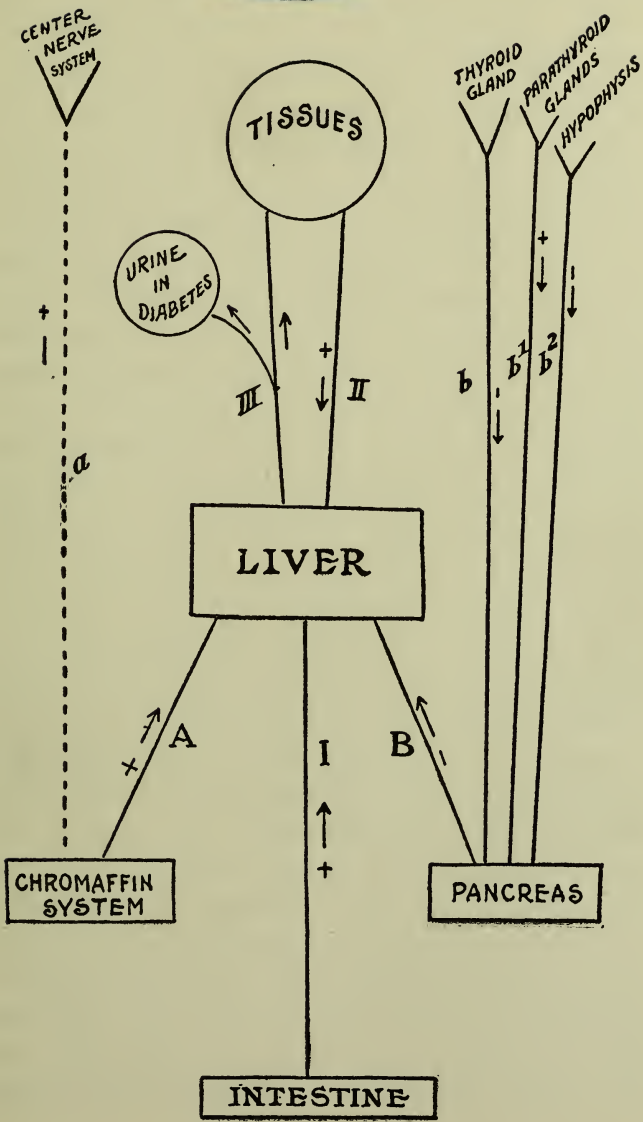 CENTER
NERVE
SYSTEM
TISSUES
THYROID
GLAND
PARATHYROID
GLANDS
HYPOPHYSIS
URINE
IN
DIABETES
+
+
+
-
III
II
b
b1
b2
-
a
LIVER
A
+
I
+
B
-
CHROMAFFIN
SYSTEM
PANCREAS
INTESTINE